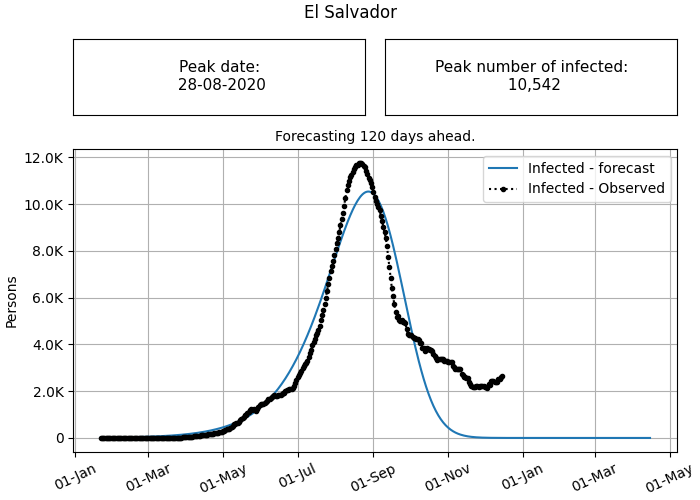 El Salvador
Peak date:
28-08-2020
Peak number of infected:
10,542
Forecasting 120 days ahead.
12.0K
10.0K
8.0K
6.0K
4.0K
2.0K
0
Persons
Infected - forecast
Infected - Observed
01-Jan
01-Mar
01-May
01-Jul
01-Sep
01-Nov
01-Jan
01-Mar
01-May